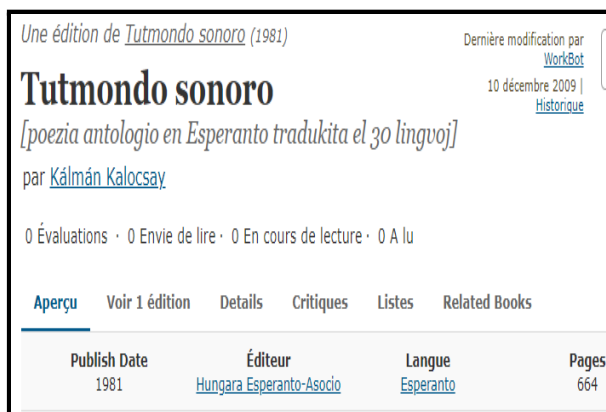 Une édition de Tutmondo sonoro (1981)
Dernière modification par
WorkBot
10 décembre 2009 |
Historique
Tutmondo sonoro
[poezia antologio en Esperanto tradukita el 30 lingvoj]
par Kálmán Kalocsay
0 Évaluations · 0 Envie de lire · 0 En cours de lecture · 0 A lu
Aperçu Voir 1 édition Details Critiques Listes Related Books
Publish Date Éditeur Langue Pages
1981 Hungara Esperanto-Asocio Esperanto 664